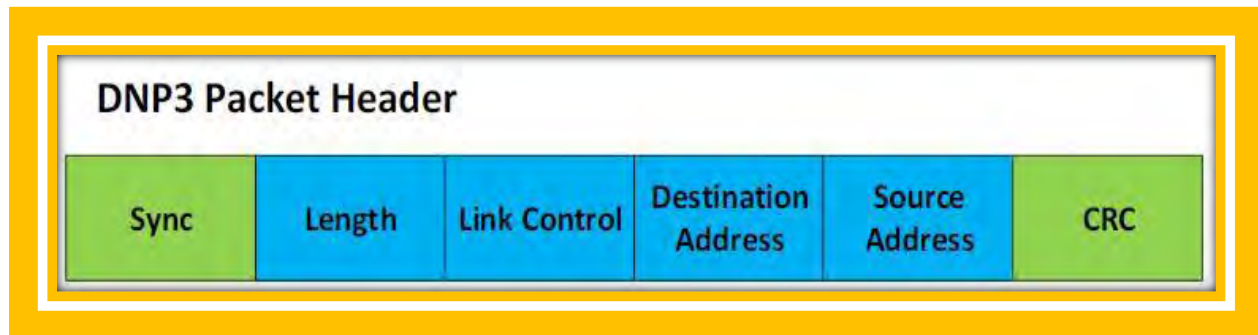 DNP3 Packet Header
Sync
Length
Link Control
Destination
Address
Source
Address
CRC